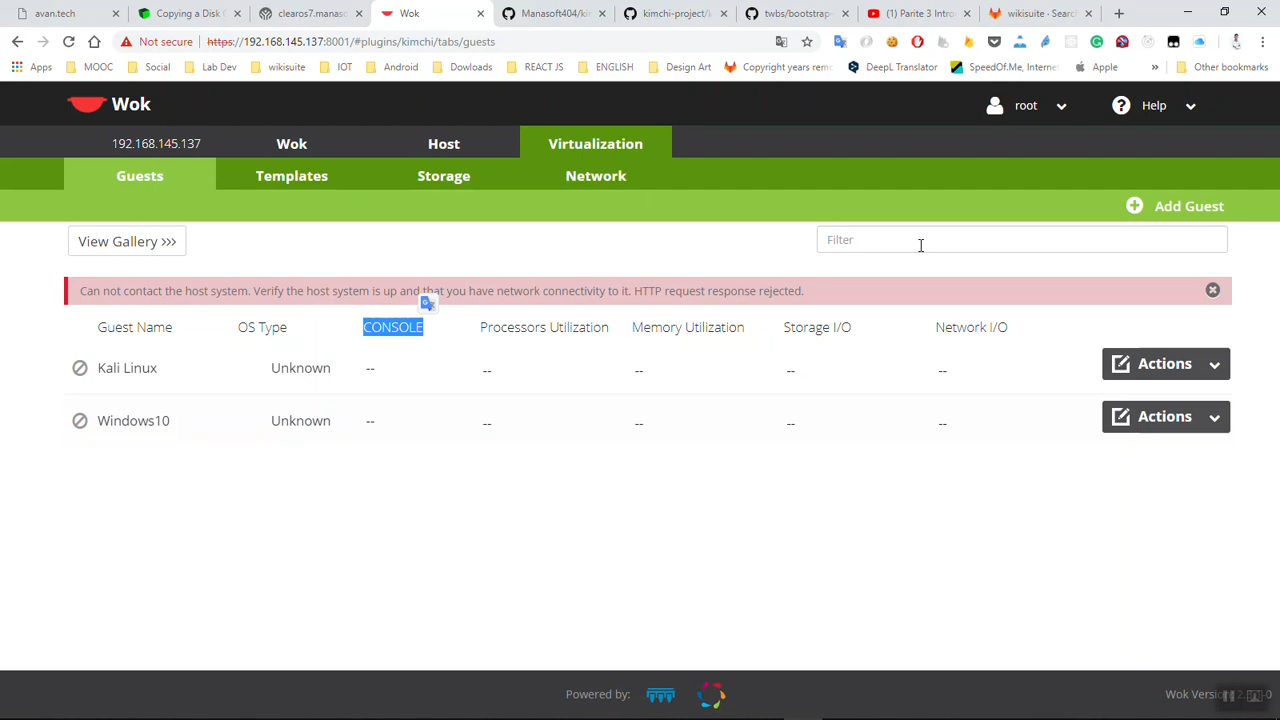 avan.tech
Copying a Disk
clearos7.manaso
Wok
Manasoft404/ki
kimchi-project/
twbs/bootstrap-
(1) Parite 3 Intro
wikisuite · Sear
Not secure
https://192.168.145.137:8001/#plugins/kimchi/tabs/guests
Apps
MOOC
Social
Lab Dev
wikisuite
IOT
Android
Dowloads
REACT JS
ENGLISH
Design Art
Copyright years rem
DeepL Translator
SpeedOf.Me, Internet
Apple
Other bookmarks
Wok
root
Help
192.168.145.137
Wok
Host
Virtualization
Guests
Templates
Storage
Network
Add Guest
View Gallery >>>
Filter
Can not contact the host system. Verify the host system is up and that you have network connectivity to it. HTTP request response rejected.
Guest Name OS Type CONSOLE Processors Utilization Memory Utilization Storage I/O Network I/O
Kali Linux Unknown -- -- -- -- -- Actions
Windows10 Unknown -- -- -- -- -- Actions
Powered by:
Wok